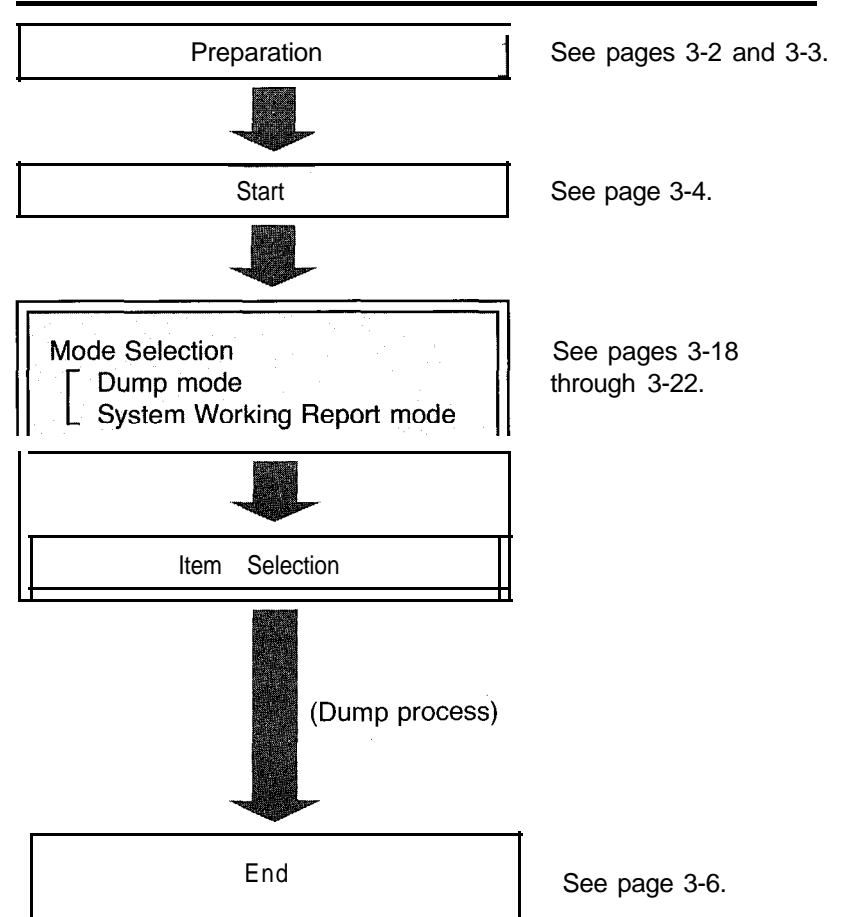 Preparation
See pages 3-2 and 3-3.
Start
See page 3-4.
Mode Selection
See pages 3-18
Dump mode
through 3-22.
System Working Report mode
Item Selection
(Dump process)
End
See page 3-6.